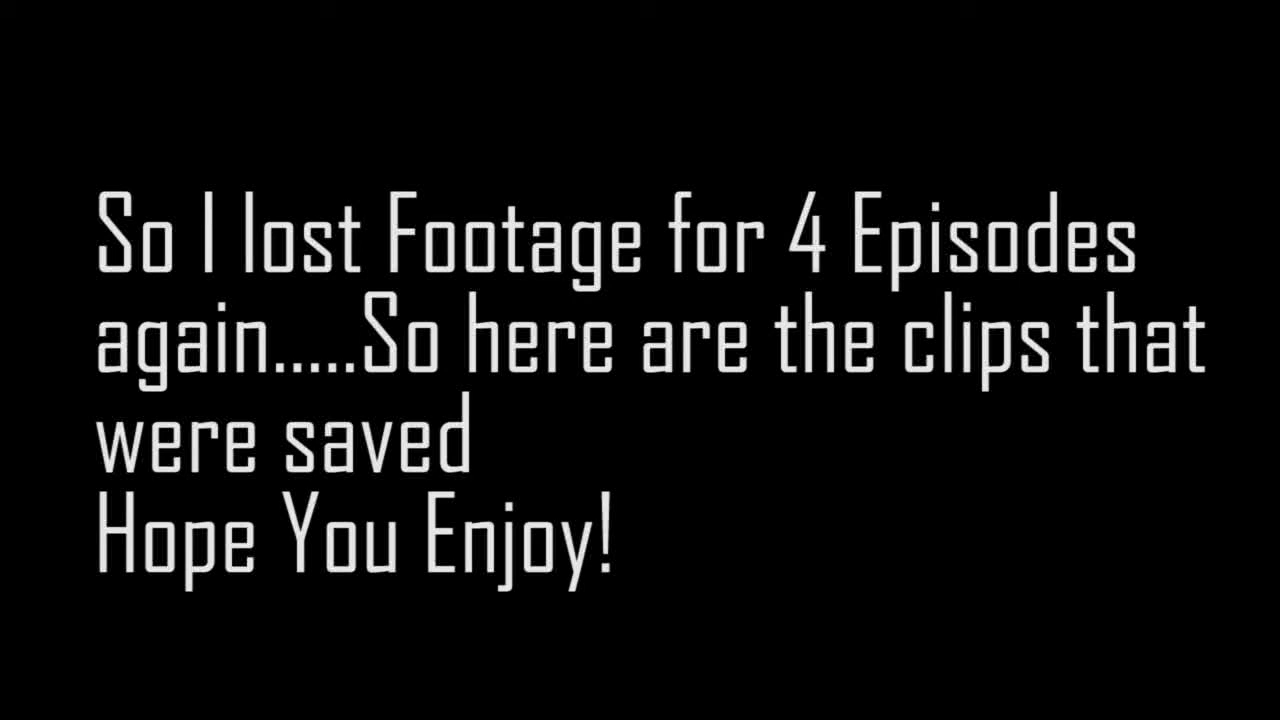 So I lost Footage for 4 Episodes
again.....So here are the clips that
were saved
Hope You Enjoy!